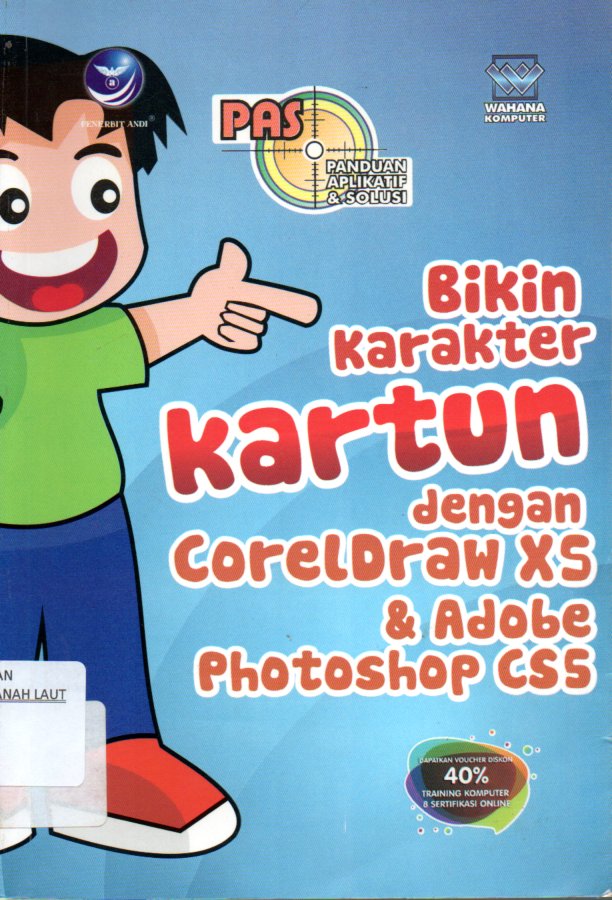 a
PENERBIT ANDI®
WAHANA
KOMPUTER
PAS
PANDUAN
APLIKATIF
& SOLUSI
Bikin
Karakter
Kartun
dengan
CorelDraw X5
& Adobe
Photoshop CS5
AN
ANAH LAUT
DAPATKAN VOUCHER DISKON
40%
TRAINING KOMPUTER
& SERTIFIKASI ONLINE